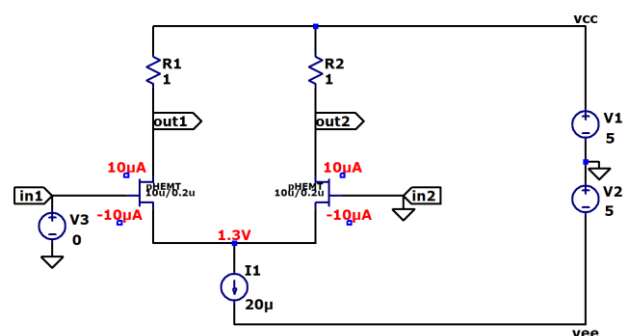 vcc
R1
1
R2
1
out1
out2
V1
5
10µA
10µA
pHEMT
10u/0.2u
pHEMT
10u/0.2u
in1
in2
V2
5
-10µA
-10µA
V3
0
1.3V
I1
20µ
vee